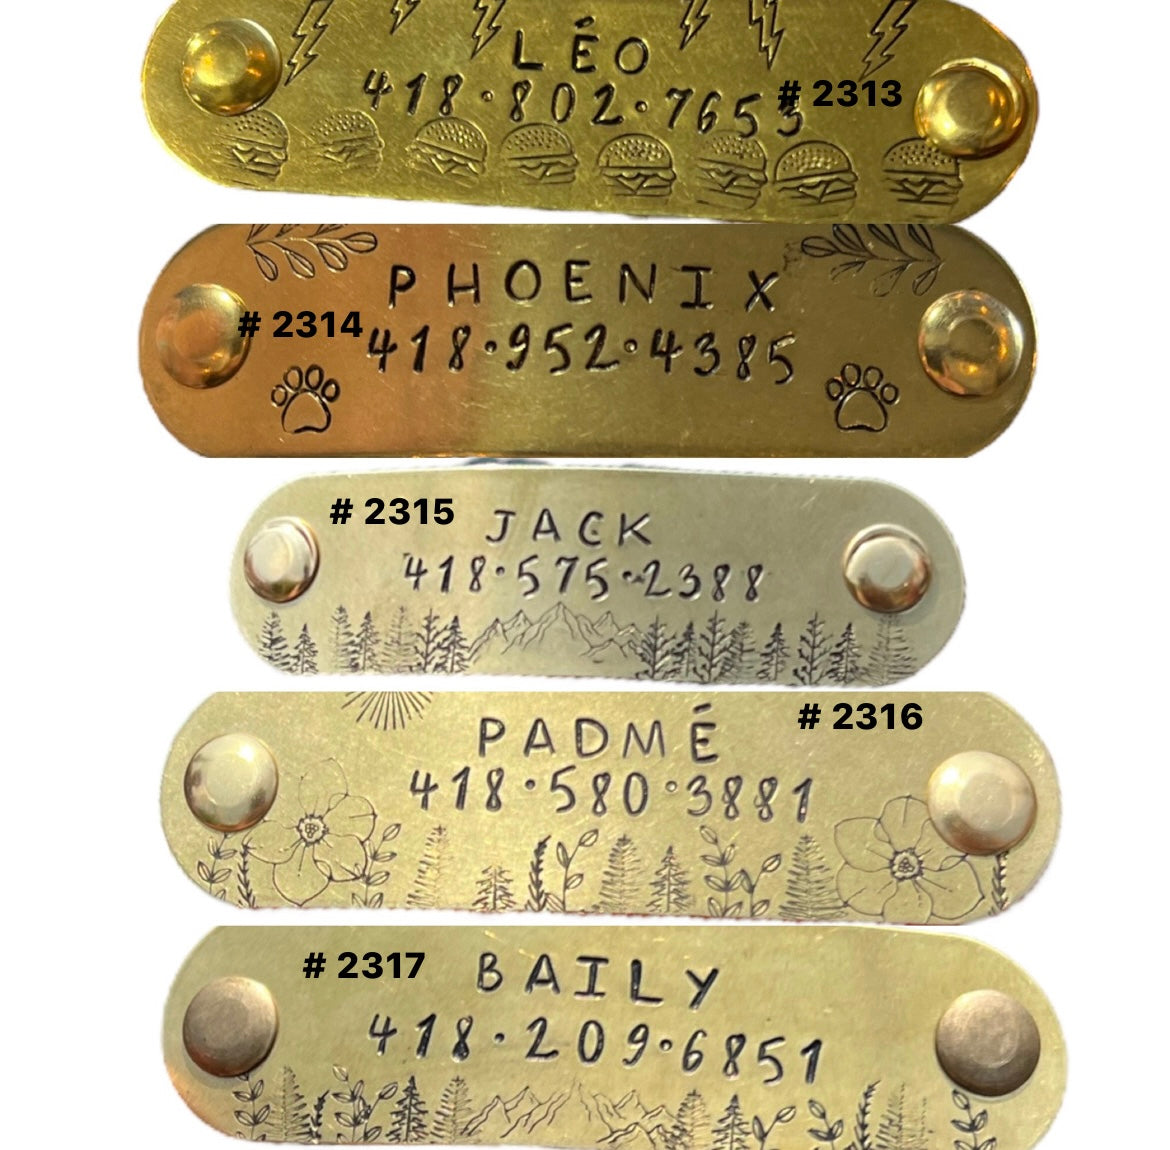 LÉO
418·802·7653
# 2313
PHOENIX
# 2314
418·952·4385
# 2315
JACK
418·575·2388
PADMÉ
# 2316
418·580·3881
# 2317
BAILY
418·209·6851